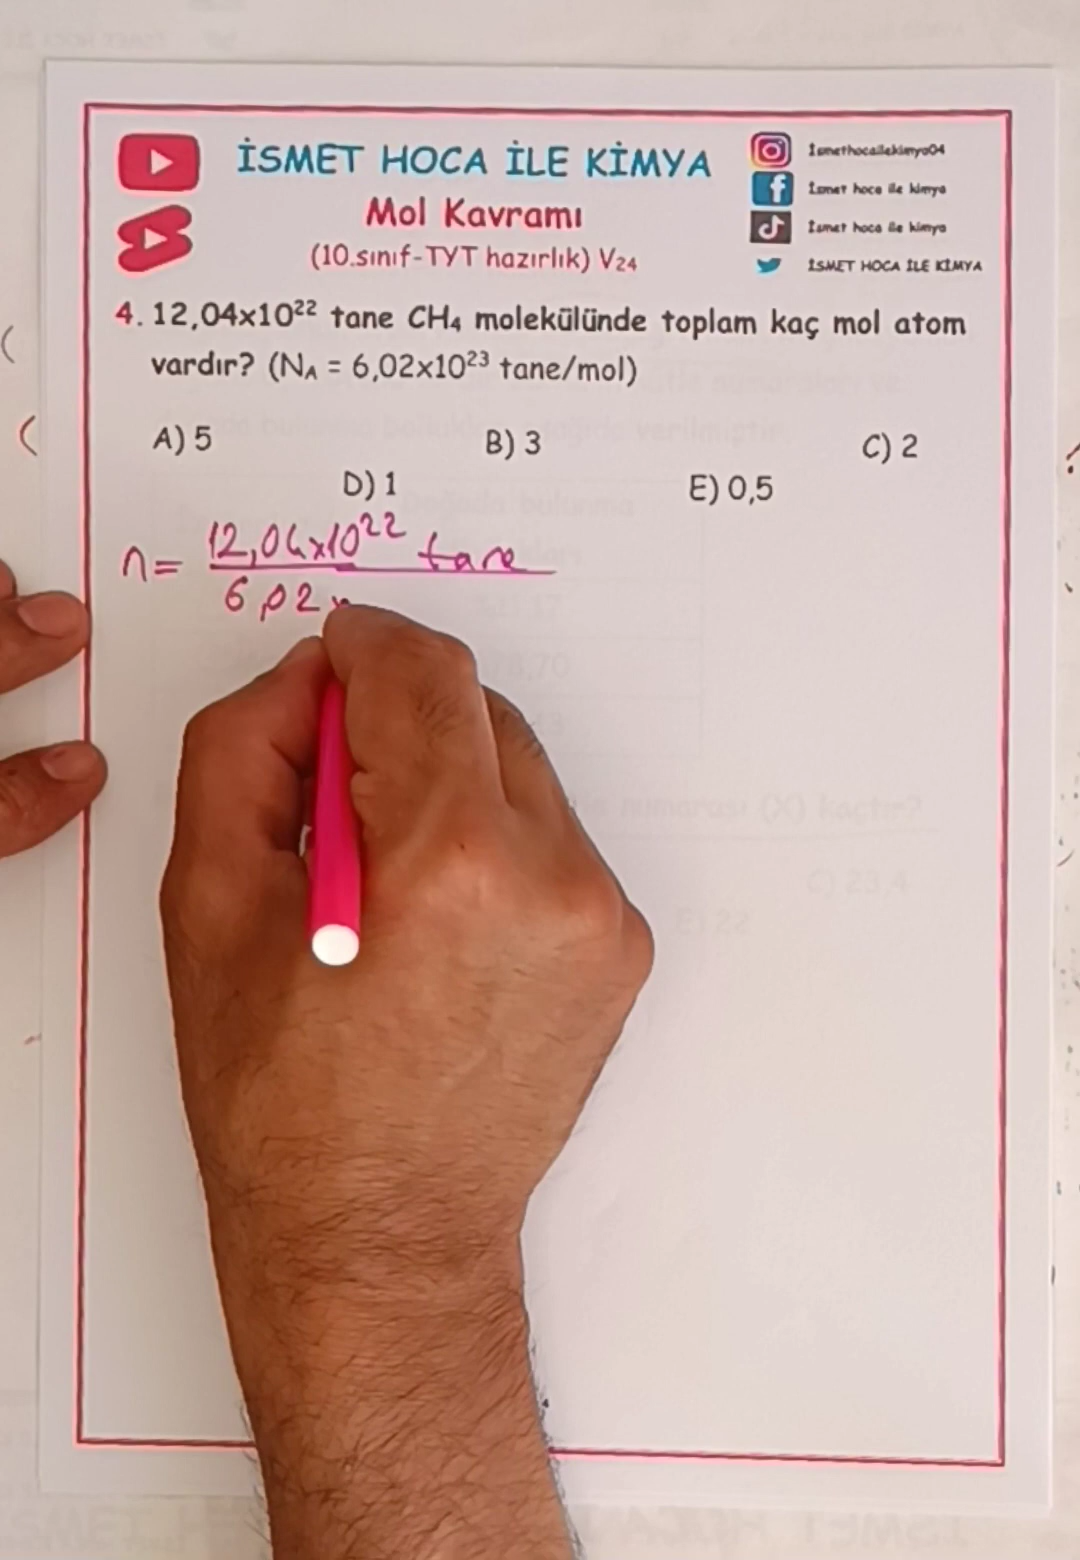 İSMET HOCA İLE KİMYA
Mol Kavramı
(10.sınıf-TYT hazırlık) V24
İsmethocailekimya04
İsmet hoca ile kimya
İsmet hoca ile kimya
İSMET HOCA İLE KİMYA
4. 12,04x10²² tane CH₄ molekülünde toplam kaç mol atom
vardır? (Nᴀ = 6,02x10²³ tane/mol)
A) 5
B) 3
C) 2
D) 1
E) 0,5
n = 12,04x10²² tane
6,02x